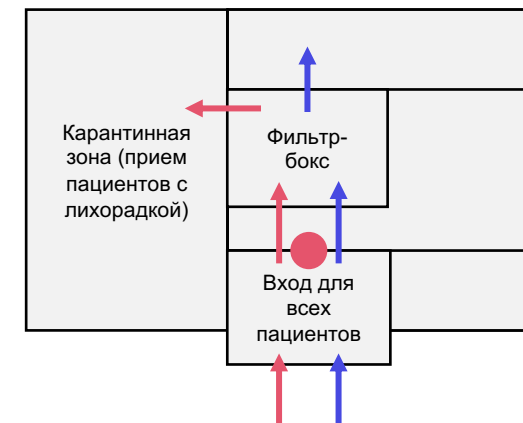 Карантинная
зона (прием
пациентов с
лихорадкой)
Фильтр-
бокс
Вход для
всех
пациентов